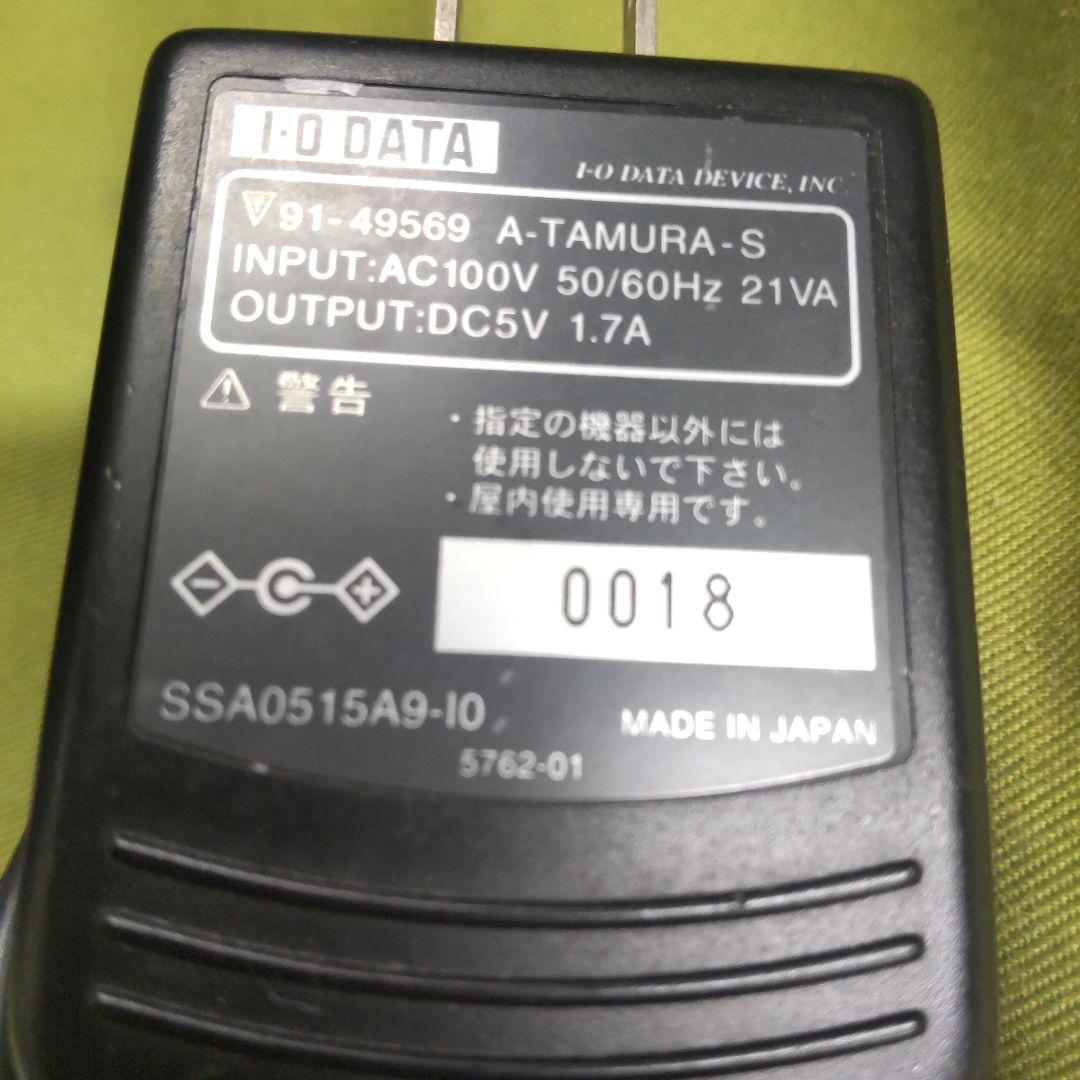 I·O DATA
I-O DATA DEVICE, INC.
▽91-49569 A-TAMURA-S
INPUT:AC100V 50/60Hz 21VA
OUTPUT:DC5V 1.7A
警告
・指定の機器以外には
使用しないで下さい。
・屋内使用専用です。
0018
SSA0515A9-I0
MADE IN JAPAN
5762-01